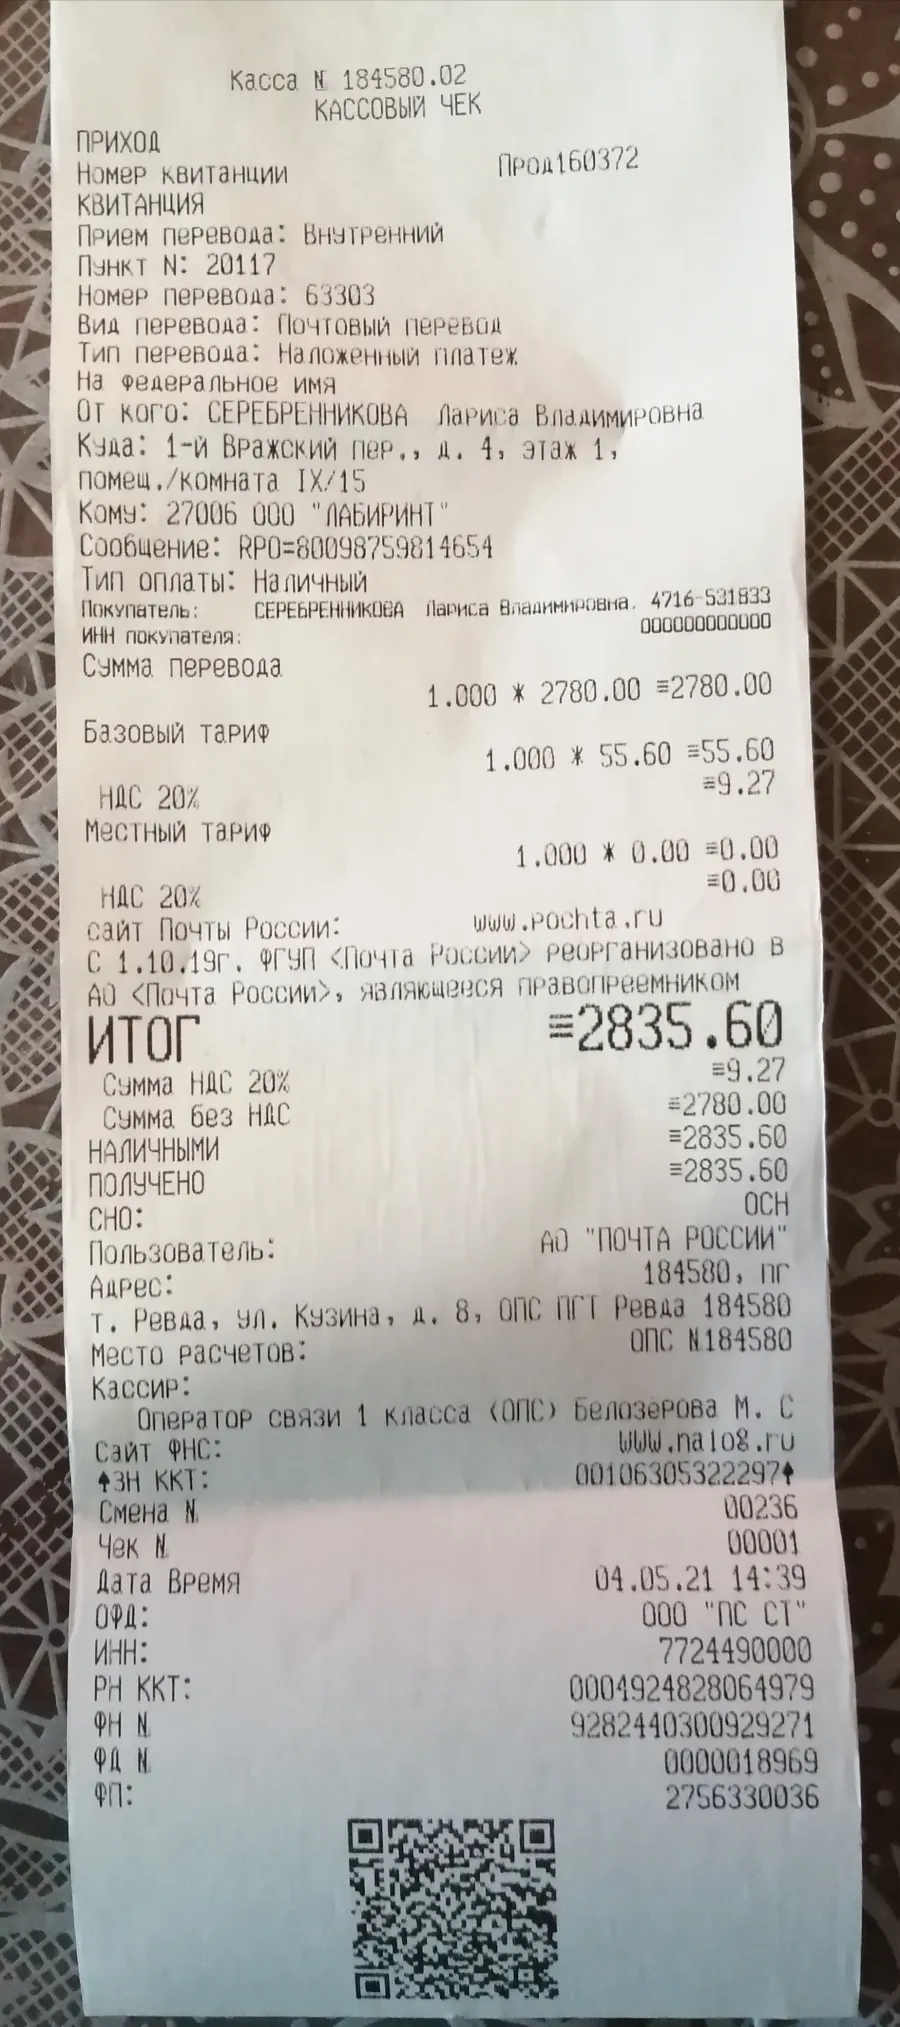 Касса № 184580.02
КАССОВЫЙ ЧЕК
ПРИХОД
Номер квитанции Прод160372
КВИТАНЦИЯ
Прием перевода: Внутренний
Пункт N: 20117
Номер перевода: 63303
Вид перевода: Почтовый перевод
Тип перевода: Наложенный платеж
На федеральное имя
От кого: СЕРЕБРЕННИКОВА Лариса Владимировна
Куда: 1-й Вражский пер., д. 4, этаж 1,
помещ./комната IX/15
Кому: 27006 ООО "ЛАБИРИНТ"
Сообщение: RPO=80098759814654
Тип оплаты: Наличный
Покупатель: СЕРЕБРЕННИКОВА Лариса Владимировна. 4716-531833
ИНН покупателя: 000000000000
Сумма перевода
1.000 * 2780.00 ≡2780.00
Базовый тариф
1.000 * 55.60 ≡55.60
НДС 20% ≡9.27
Местный тариф
1.000 * 0.00 ≡0.00
НДС 20% ≡0.00
сайт Почты России: www.pochta.ru
С 1.10.19г. ФГУП <Почта России> реорганизовано в
АО <Почта России>, являющееся правопреемником
ИТОГ ≡2835.60
Сумма НДС 20% ≡9.27
Сумма без НДС ≡2780.00
НАЛИЧНЫМИ ≡2835.60
ПОЛУЧЕНО ≡2835.60
СНО: ОСН
Пользователь: АО "ПОЧТА РОССИИ"
Адрес: 184580, пг
т. Ревда, ул. Кузина, д. 8, ОПС ПГТ Ревда 184580
Место расчетов: ОПС №184580
Кассир:
Оператор связи 1 класса (ОПС) Белозерова М. С
Сайт ФНС: www.nalog.ru
↑ЗН ККТ: 00106305322297↑
Смена № 00236
Чек № 00001
Дата Время 04.05.21 14:39
ОФД: ООО "ПС СТ"
ИНН: 7724490000
РН ККТ: 0004924828064979
ФН № 9282440300929271
ФД № 0000018969
ФП: 2756330036